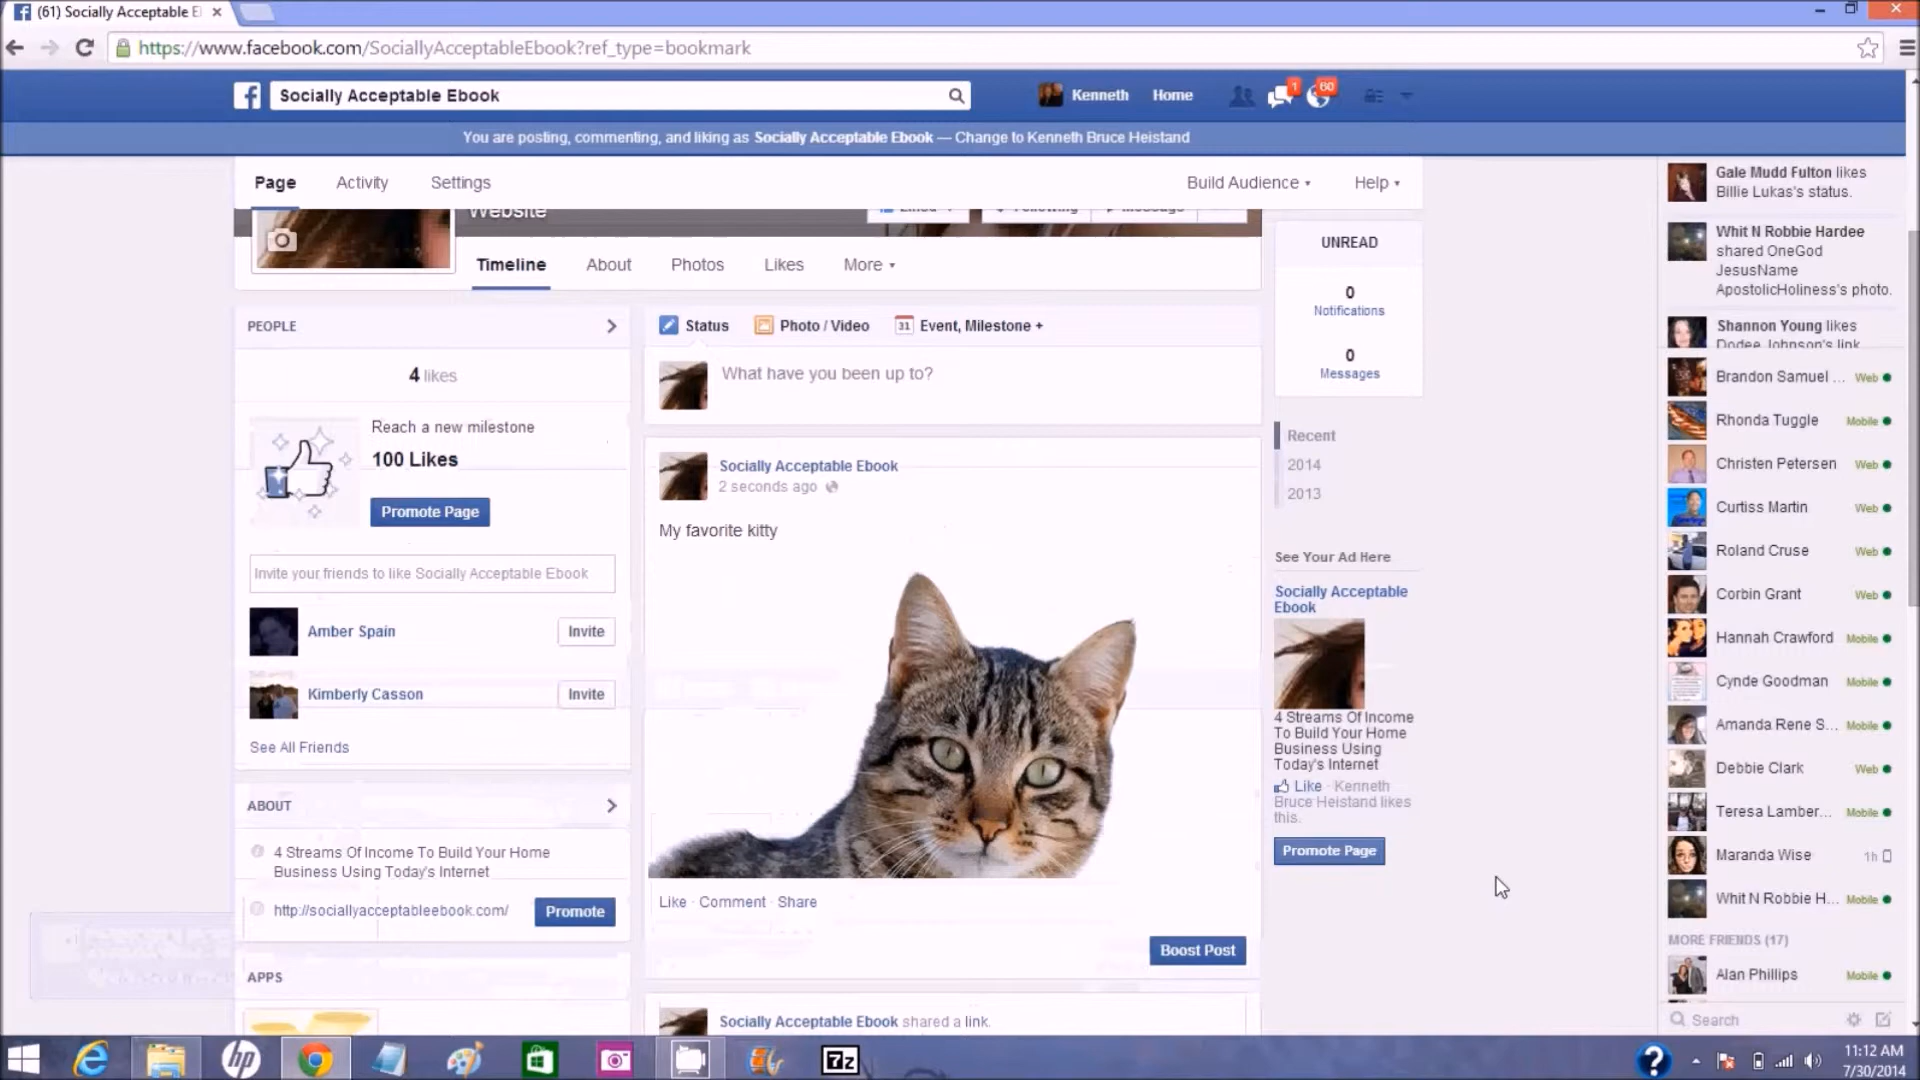 (61) Socially Acceptable E
https://www.facebook.com/SociallyAcceptableEbook?ref_type=bookmark
Socially Acceptable Ebook
Kenneth
Home
1
60
You are posting, commenting, and liking as Socially Acceptable Ebook — Change to Kenneth Bruce Heistand
Page
Activity
Settings
Build Audience
Help
Website
Timeline
About
Photos
Likes
More
PEOPLE
4 likes
Reach a new milestone
100 Likes
Promote Page
Invite your friends to like Socially Acceptable Ebook
Amber Spain
Invite
Kimberly Casson
Invite
See All Friends
ABOUT
4 Streams Of Income To Build Your Home
Business Using Today's Internet
http://sociallyacceptableebook.com/
Promote
APPS
Status
Photo / Video
31
Event, Milestone +
What have you been up to?
Socially Acceptable Ebook
2 seconds ago
My favorite kitty
Like · Comment · Share
Boost Post
Socially Acceptable Ebook shared a link.
UNREAD
0
Notifications
0
Messages
Recent
2014
2013
See Your Ad Here
Socially Acceptable
Ebook
4 Streams Of Income
To Build Your Home
Business Using
Today's Internet
Like · Kenneth
Bruce Heistand likes
this.
Promote Page
Gale Mudd Fulton likes
Billie Lukas's status.
Whit N Robbie Hardee
shared OneGod
JesusName
ApostolicHoliness's photo.
Shannon Young likes
Dodee Johnson's link.
Brandon Samuel ... Web
Rhonda Tuggle Mobile
Christen Petersen Web
Curtiss Martin Web
Roland Cruse Web
Corbin Grant Web
Hannah Crawford Mobile
Cynde Goodman Mobile
Amanda Rene S... Mobile
Debbie Clark Web
Teresa Lamber... Mobile
Maranda Wise 1h
Whit N Robbie H... Mobile
MORE FRIENDS (17)
Alan Phillips Mobile
Search
hp
7z
?
11:12 AM
7/30/2014